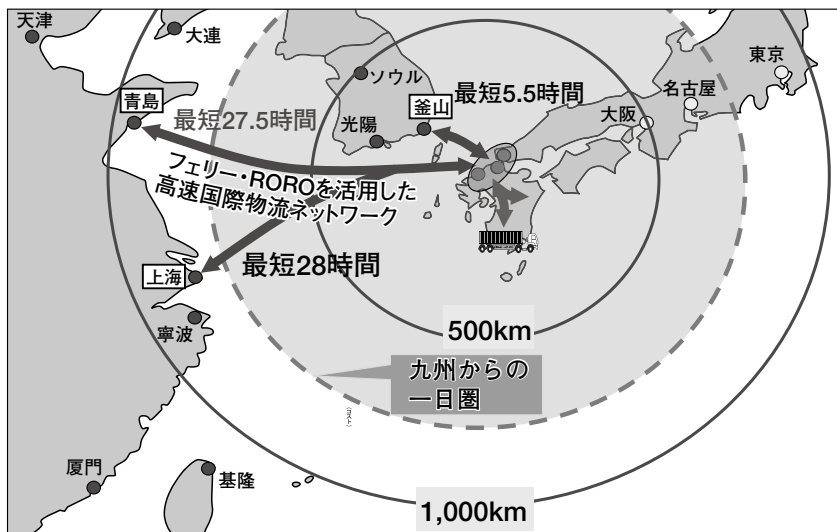 天津
大連
東京
ソウル
最短5.5時間
名古屋
青島
釜山
大阪
最短27.5時間
光陽
フェリー・ROROを活用した
高速国際物流ネットワーク
上海
最短28時間
寧波
500km
九州からの
一日圏
(コスト)
厦門
基隆
1,000km